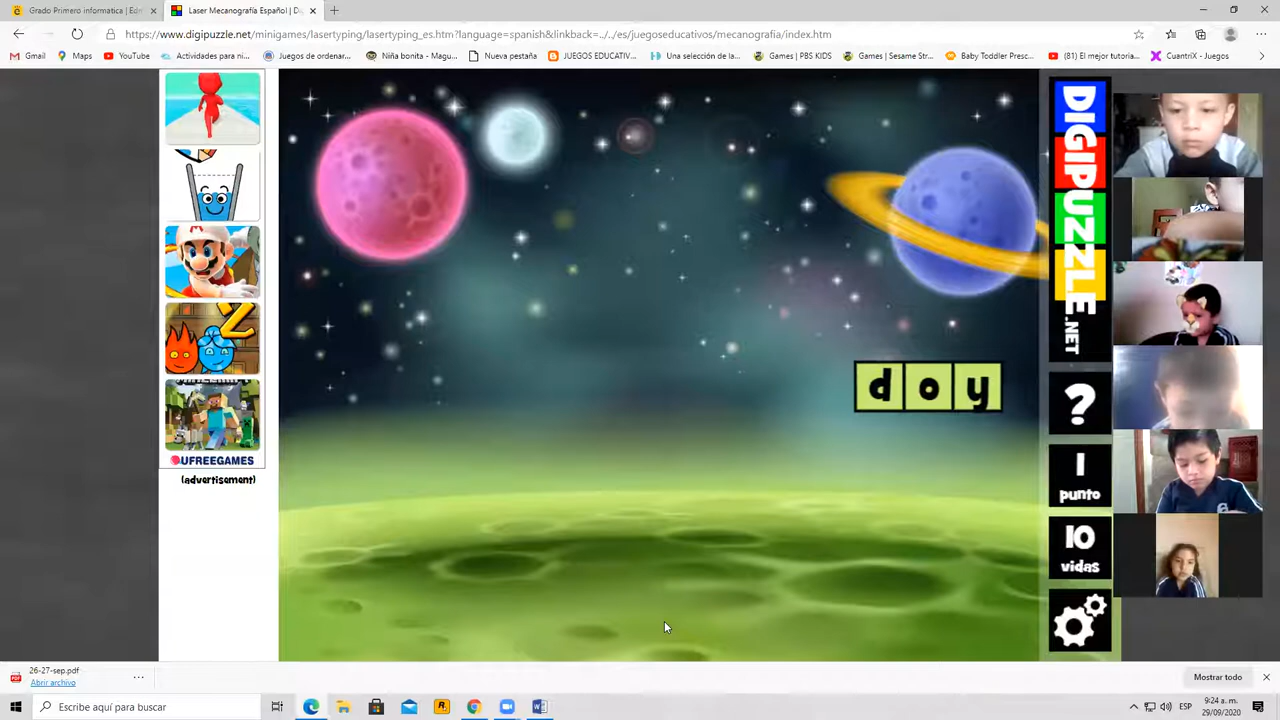 Grado Primero informatica | Edm
Laser Mecanografía Español | D
https://www.digipuzzle.net/minigames/lasertyping/lasertyping_es.htm?language=spanish&linkback=../../es/juegoseducativos/mecanografia/index.htm
Gmail
Maps
YouTube
Actividades para ni...
Juegos de ordenar...
Niña bonita - Magu...
Nueva pestaña
JUEGOS EDUCATIV...
Una selección de la...
Games | PBS KIDS
Games | Sesame Str...
Baby Toddler Presc...
(81) El mejor tutoria...
CuantriX - Juegos
2
MINECRAFT
UFREEGAMES
(advertisement)
doy
DIGIPUZZLE.NET
?
1
punto
10
vidas
26-27-sep.pdf
Abrir archivo
...
Mostrar todo
Escribe aquí para buscar
ESP
9:24 a.m.
29/09/2020